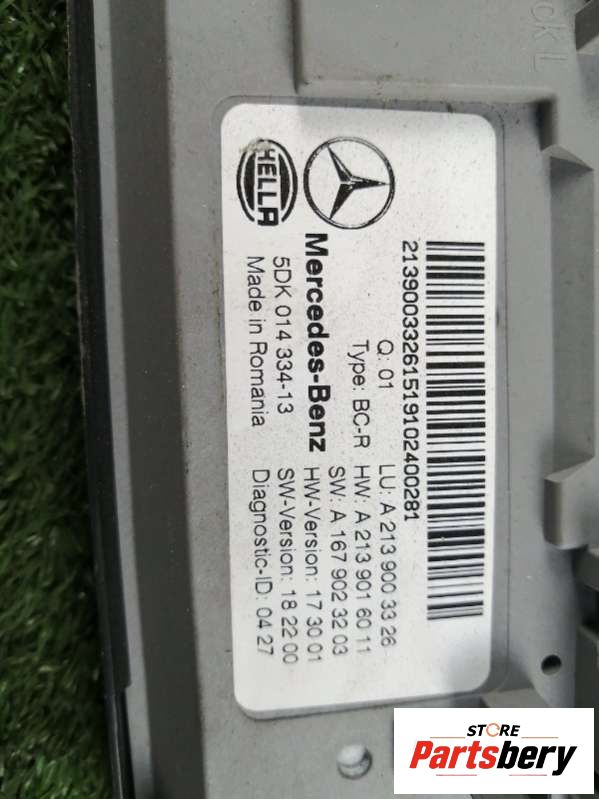 ck L
21390033261519102400281
Q: 01 LU: A 213 900 33 26
Type: BC-R HW: A 213 901 60 11
SW: A 167 902 32 03
Mercedes-Benz HW-Version: 17 30 01
5DK 014 334-13 SW-Version: 18 22 00
Made in Romania Diagnostic-ID: 04 27
HELLA
STORE
Partsbery